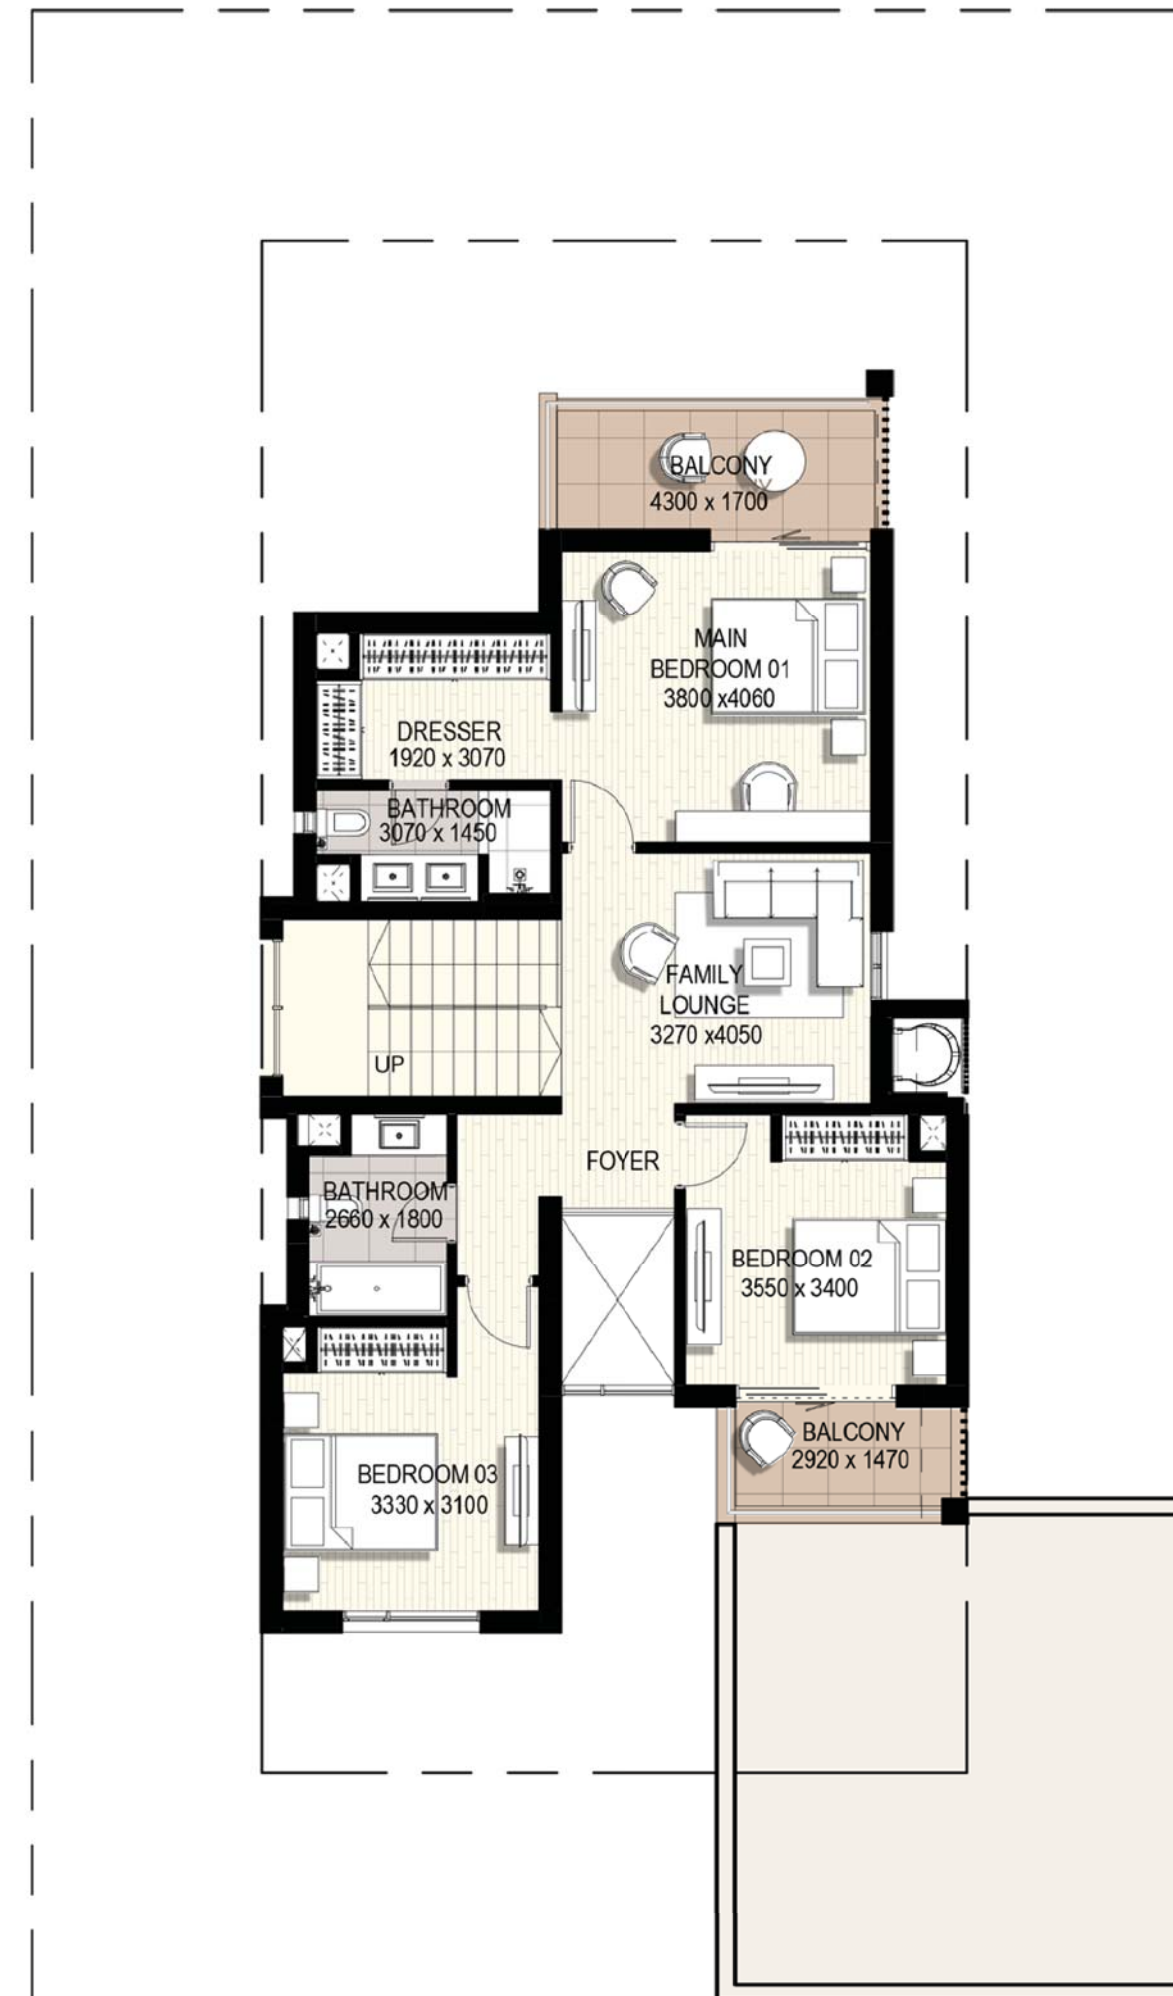 BALCONY
4300 x 1700
MAIN
BEDROOM 01
3800 x4060
DRESSER
1920 x 3070
BATHROOM
3070 x 1450
FAMILY
LOUNGE
3270 x4050
UP
FOYER
BATHROOM
2660 x 1800
BEDROOM 02
3550 x 3400
BALCONY
2920 x 1470
BEDROOM 03
3330 x 3100